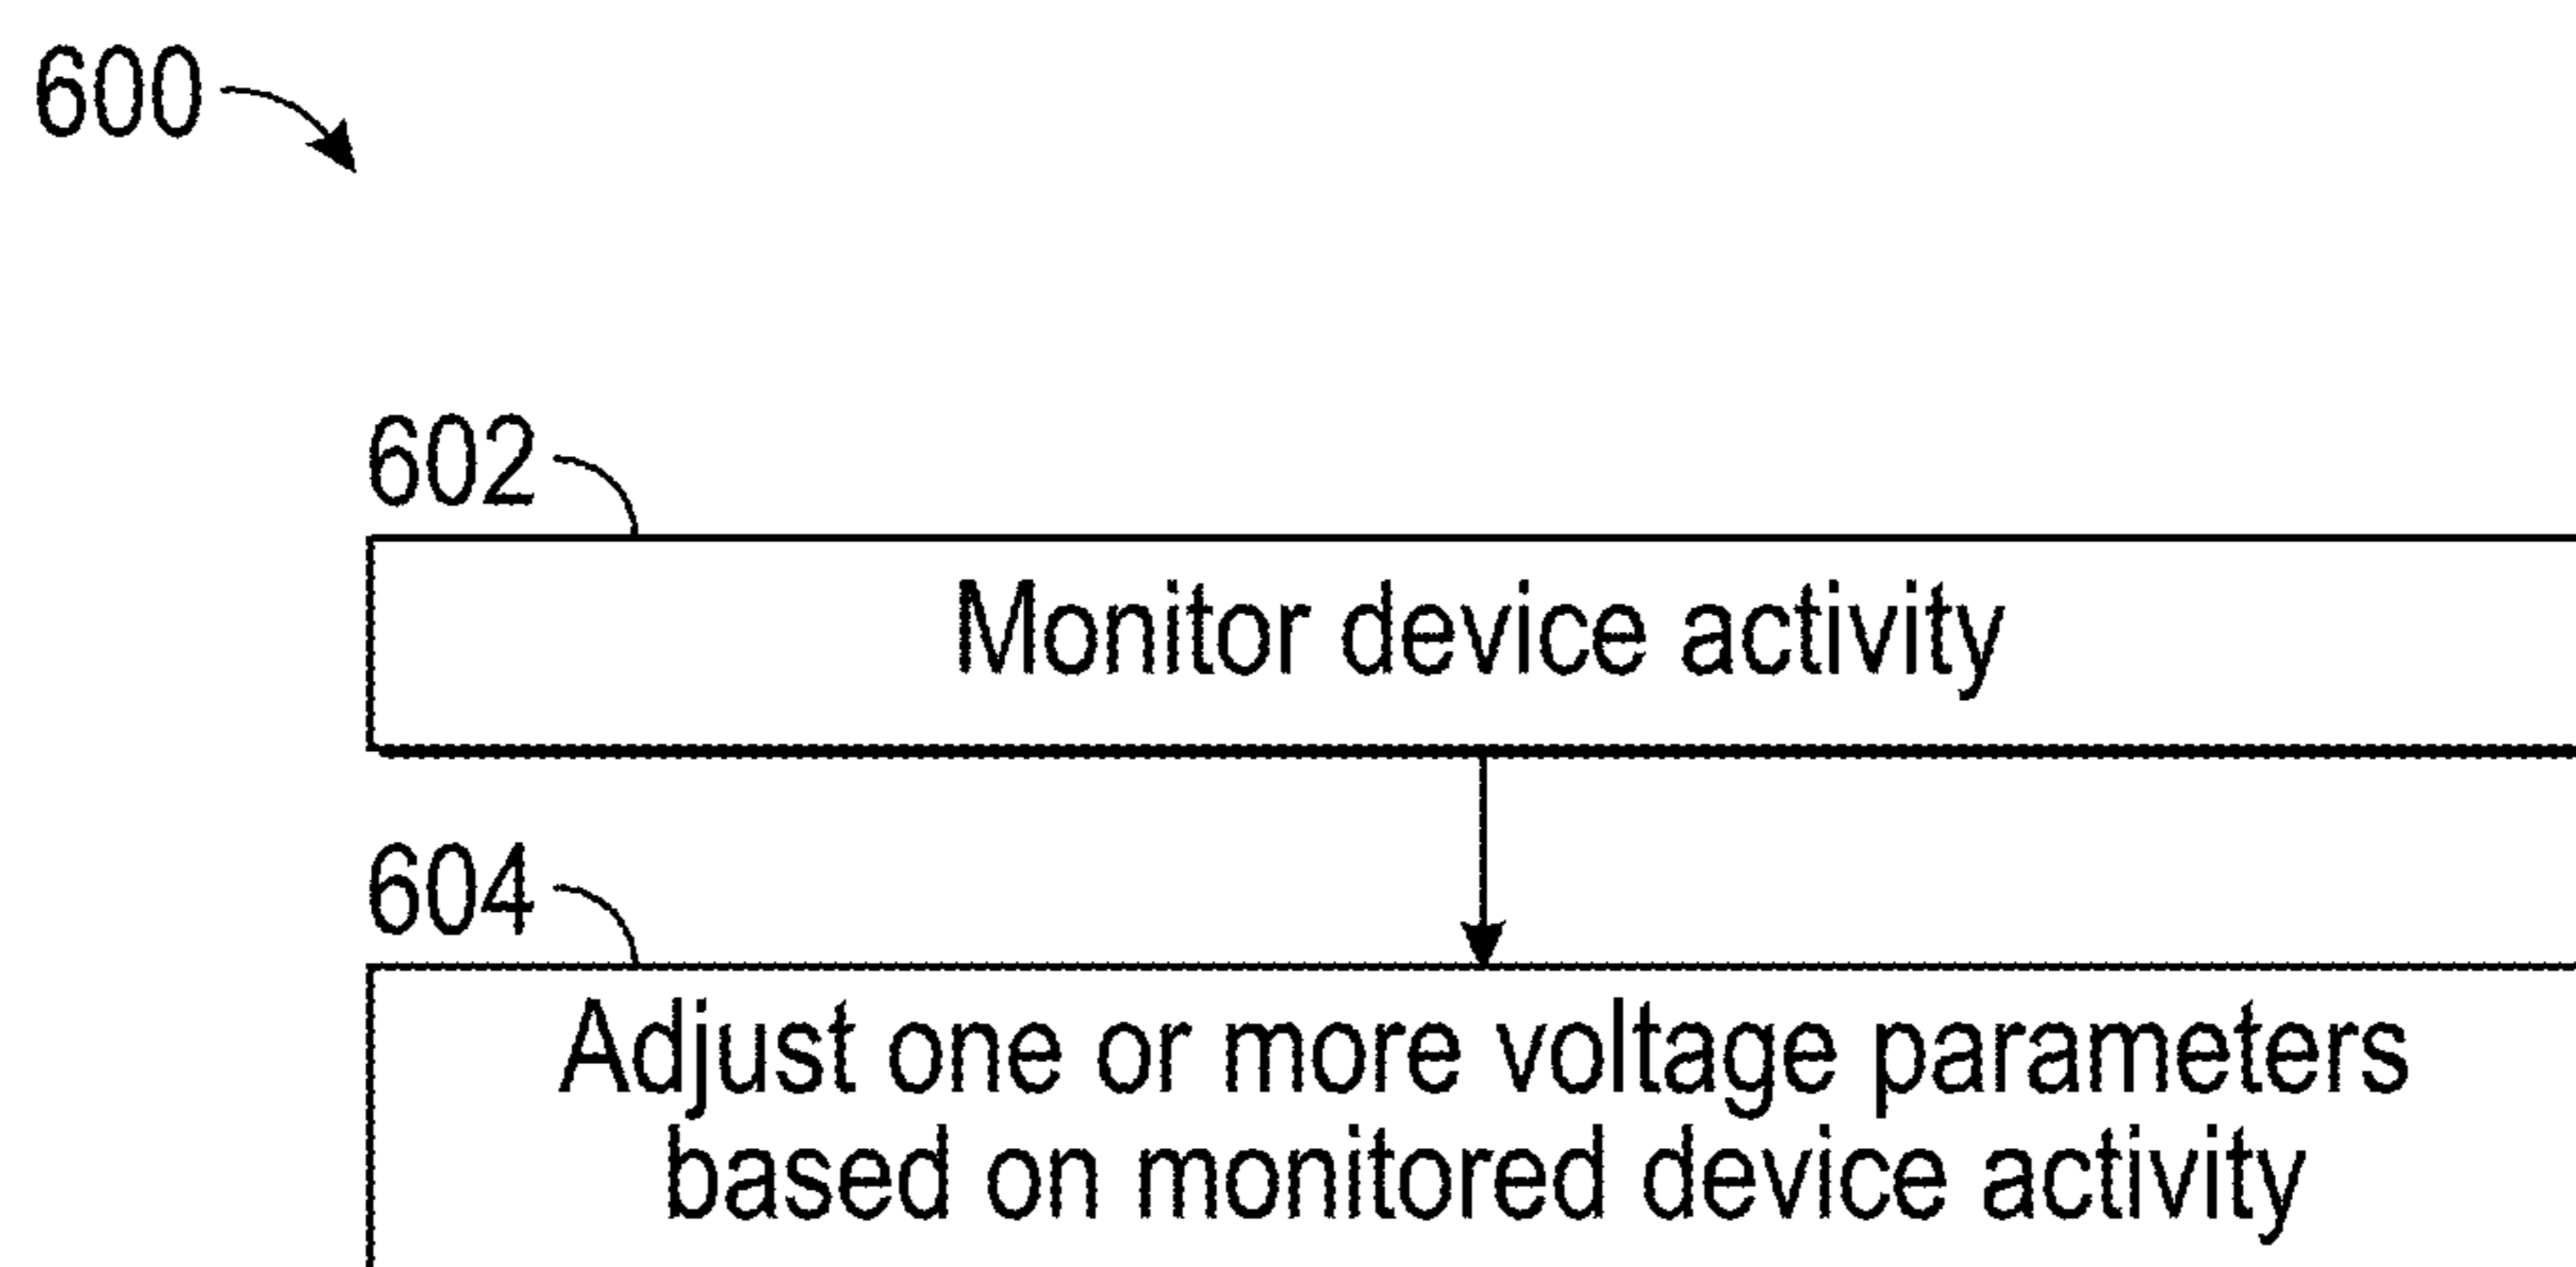 600
602
Monitor device activity
604
Adjust one or more voltage parameters
based on monitored device activity